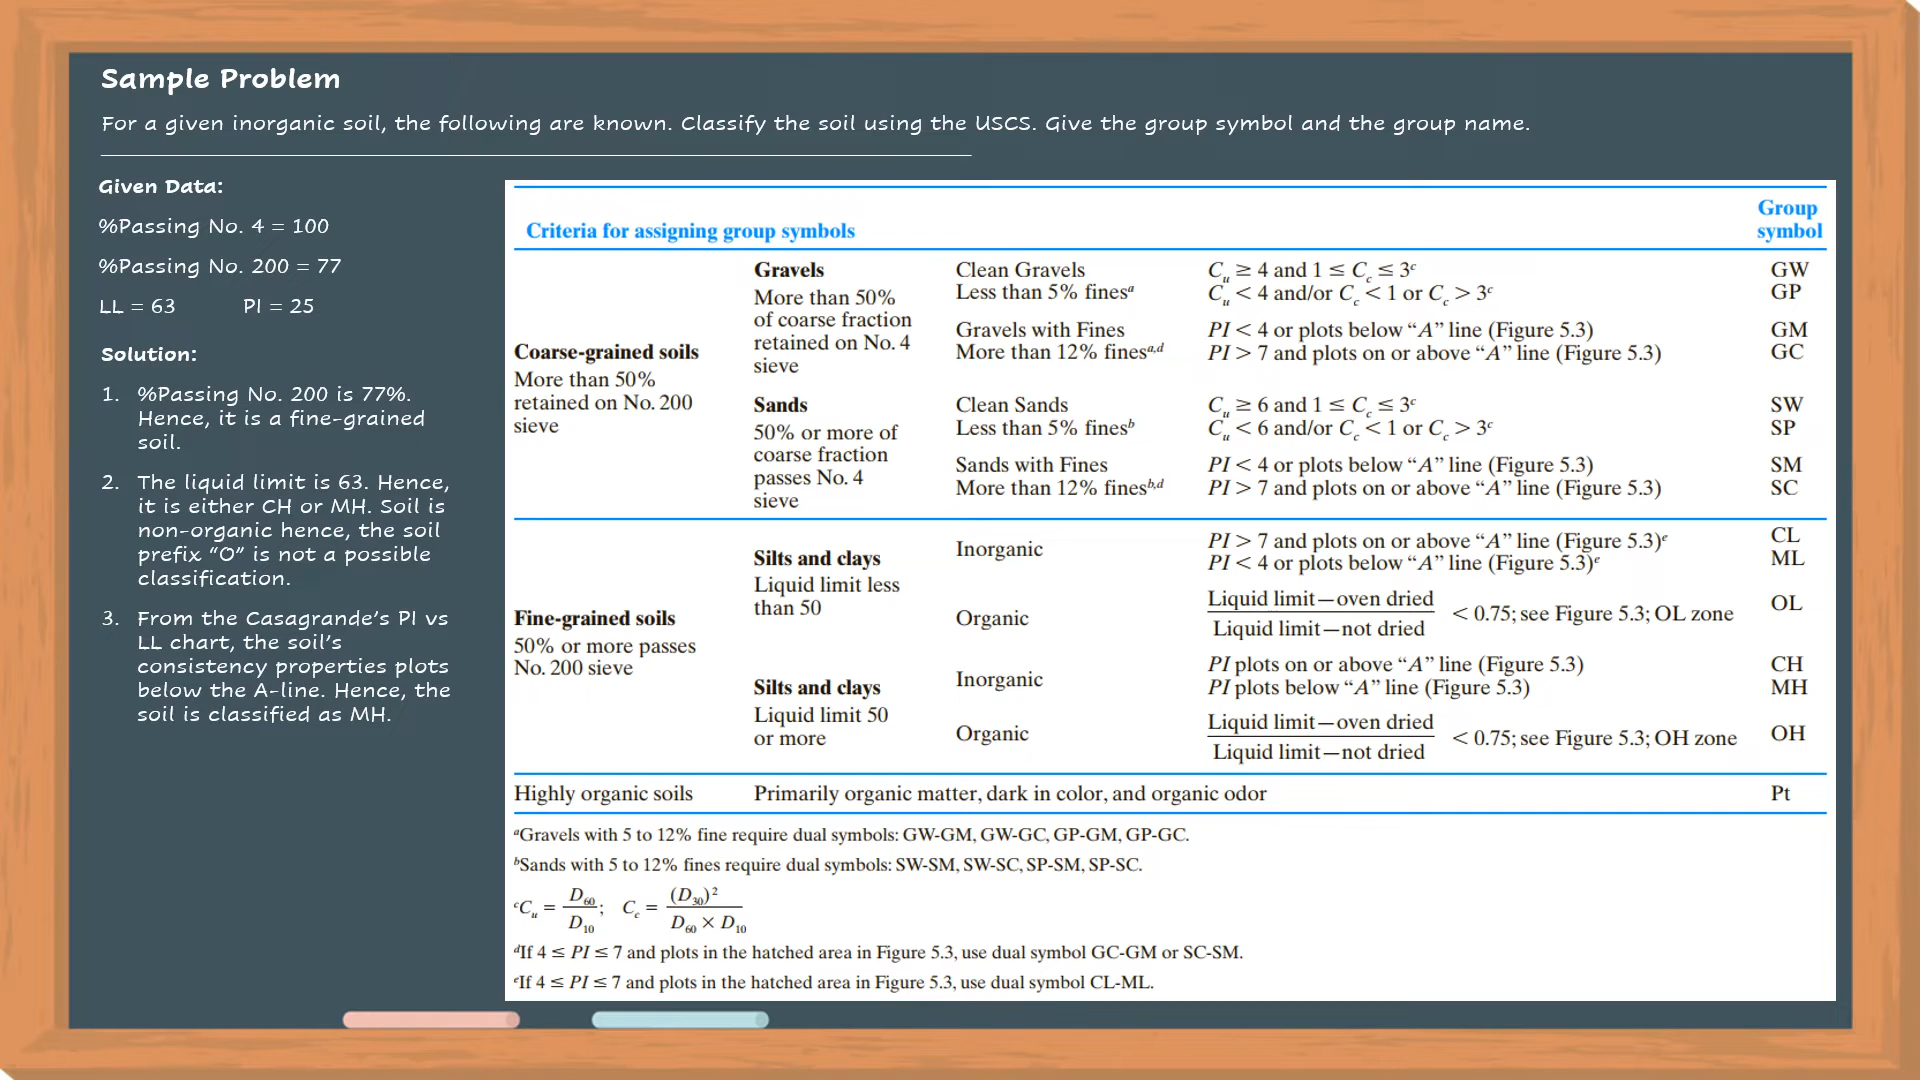 Sample Problem
For a given inorganic soil, the following are known. Classify the soil using the USCS. Give the group symbol and the group name.
Given Data:
%Passing No. 4 = 100
%Passing No. 200 = 77
LL = 63 PI = 25
Solution:
1. %Passing No. 200 is 77%.
Hence, it is a fine-grained
soil.
2. The liquid limit is 63. Hence,
it is either CH or MH. Soil is
non-organic hence, the soil
prefix “O” is not a possible
classification.
3. From the Casagrande’s PI vs
LL chart, the soil’s
consistency properties plots
below the A-line. Hence, the
soil is classified as MH.
Criteria for assigning group symbols
Group
symbol
Coarse-grained soils
More than 50%
retained on No. 200
sieve
Gravels
More than 50%
of coarse fraction
retained on No. 4
sieve
Clean Gravels
Less than 5% fines^a
C_u ≥ 4 and 1 ≤ C_c ≤ 3^c GW
C_u < 4 and/or C_c < 1 or C_c > 3^c GP
Gravels with Fines
More than 12% fines^a,d
PI < 4 or plots below “A” line (Figure 5.3) GM
PI > 7 and plots on or above “A” line (Figure 5.3) GC
Sands
50% or more of
coarse fraction
passes No. 4
sieve
Clean Sands
Less than 5% fines^b
C_u ≥ 6 and 1 ≤ C_c ≤ 3^c SW
C_u < 6 and/or C_c < 1 or C_c > 3^c SP
Sands with Fines
More than 12% fines^b,d
PI < 4 or plots below “A” line (Figure 5.3) SM
PI > 7 and plots on or above “A” line (Figure 5.3) SC
Fine-grained soils
50% or more passes
No. 200 sieve
Silts and clays
Liquid limit less
than 50
Inorganic
PI > 7 and plots on or above “A” line (Figure 5.3)^e CL
PI < 4 or plots below “A” line (Figure 5.3)^e ML
Organic
Liquid limit—oven dried
Liquid limit—not dried
< 0.75; see Figure 5.3; OL zone OL
Silts and clays
Liquid limit 50
or more
Inorganic
PI plots on or above “A” line (Figure 5.3) CH
PI plots below “A” line (Figure 5.3) MH
Organic
Liquid limit—oven dried
Liquid limit—not dried
< 0.75; see Figure 5.3; OH zone OH
Highly organic soils Primarily organic matter, dark in color, and organic odor Pt
^aGravels with 5 to 12% fine require dual symbols: GW-GM, GW-GC, GP-GM, GP-GC.
^bSands with 5 to 12% fines require dual symbols: SW-SM, SW-SC, SP-SM, SP-SC.
^cC_u = D_60 / D_10; C_c = (D_30)^2 / D_60 × D_10
^dIf 4 ≤ PI ≤ 7 and plots in the hatched area in Figure 5.3, use dual symbol GC-GM or SC-SM.
^eIf 4 ≤ PI ≤ 7 and plots in the hatched area in Figure 5.3, use dual symbol CL-ML.